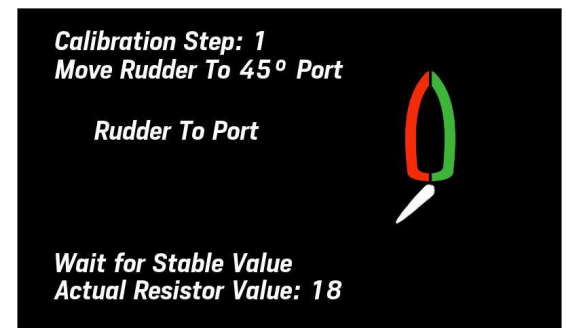 Calibration Step: 1
Move Rudder To 45º Port
Rudder To Port
Wait for Stable Value
Actual Resistor Value: 18